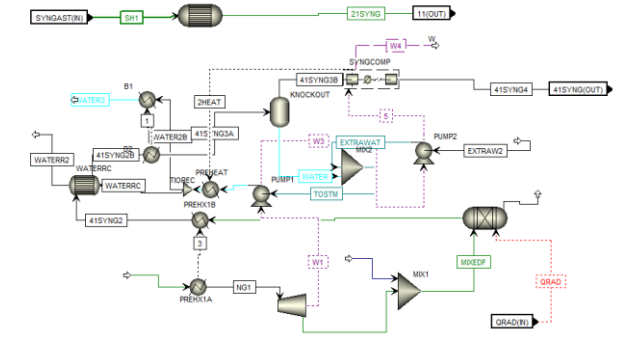 SYNGAST(IN)
SH1
21SYNG
11(OUT)
W
W4
SYNGCOMP
B1
41SYNG3B
41SYNG4
41SYNG(OUT)
WATER3
2HEAT
KNOCKOUT
1
WATER2B
41SYNG3A
5
W3
EXTRAWAT
PUMP2
EXTRAW2
WATERR2
41SYNG2B
B2
MIX2
WATERRC
WATERRC
TIOREC
PREHEAT
WATER
PUMP1
TOSTM
PREHX1B
41SYNG2
3
W1
MIX1
MIXEDF
QRAD
NG1
PREHX1A
QRAD(IN)